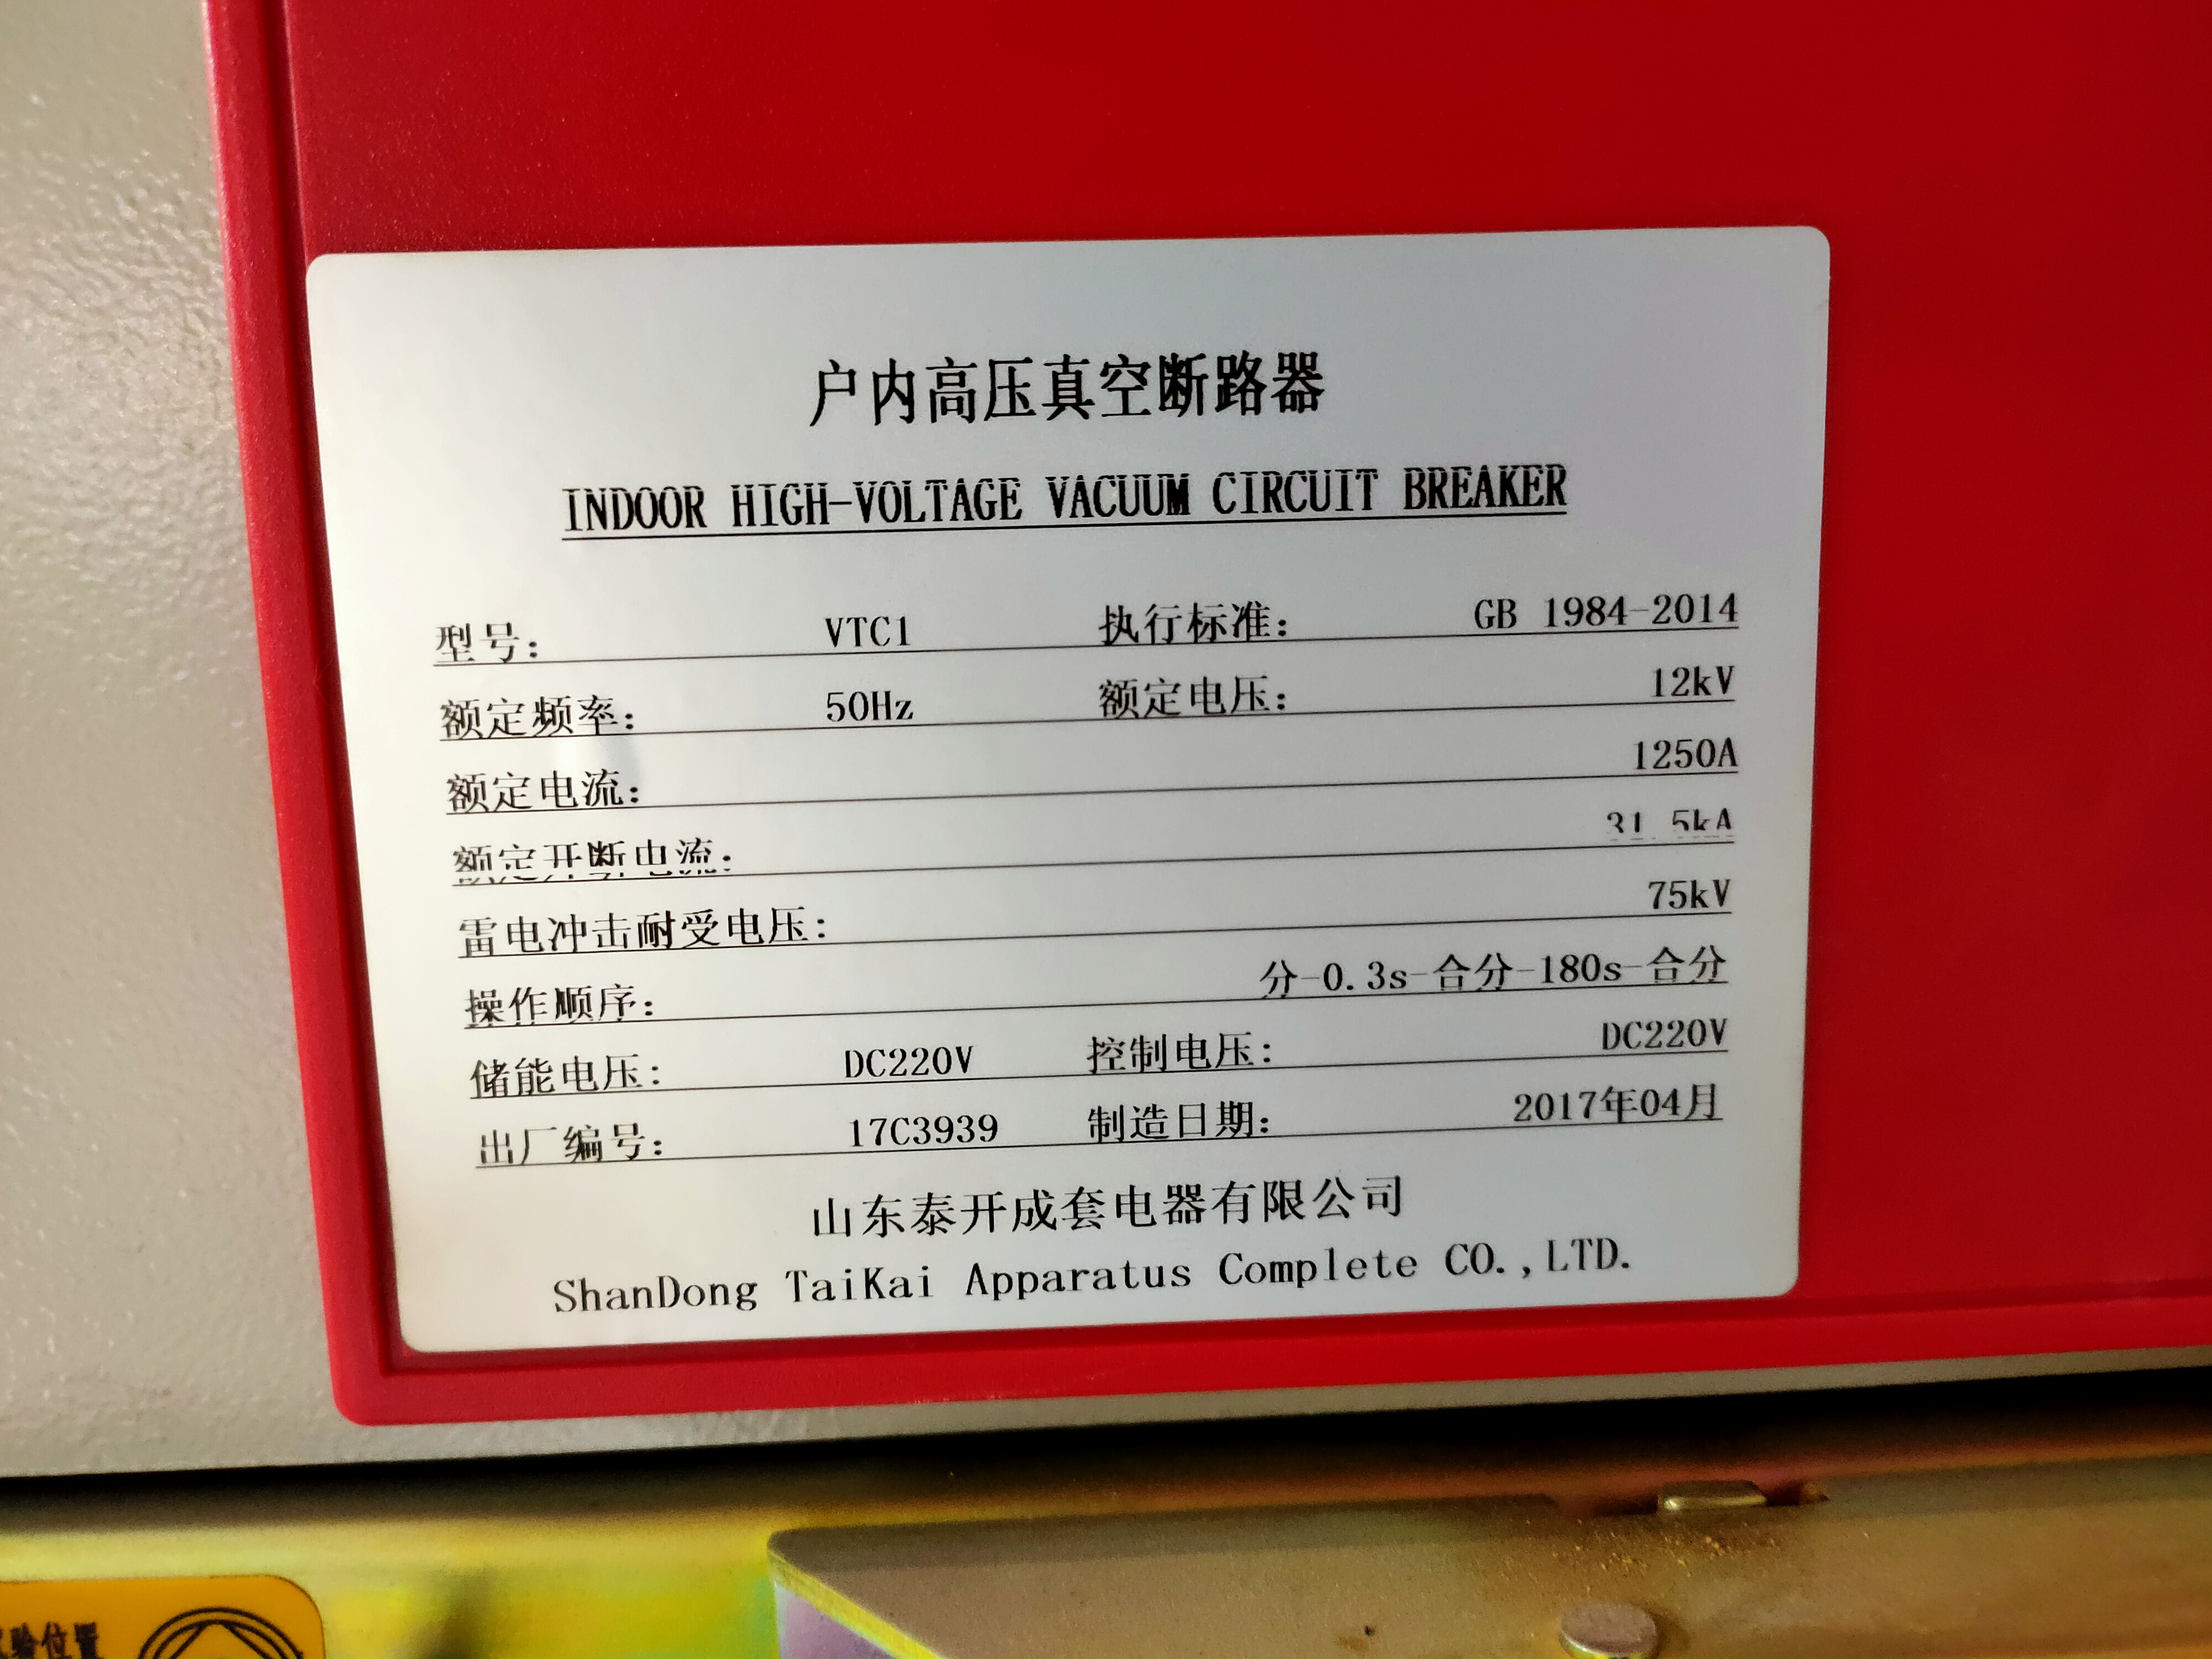 户内高压真空断路器
INDOOR HIGH-VOLTAGE VACUUM CIRCUIT BREAKER
型号: VTC1 执行标准: GB 1984-2014
额定频率: 50Hz 额定电压: 12kV
额定电流: 1250A
额定开断电流: 31.5kA
雷电冲击耐受电压: 75kV
操作顺序: 分-0.3s-合分-180s-合分
储能电压: DC220V 控制电压: DC220V
出厂编号: 17C3939 制造日期: 2017年04月
山东泰开成套电器有限公司
ShanDong TaiKai Apparatus Complete CO.,LTD.
验位置